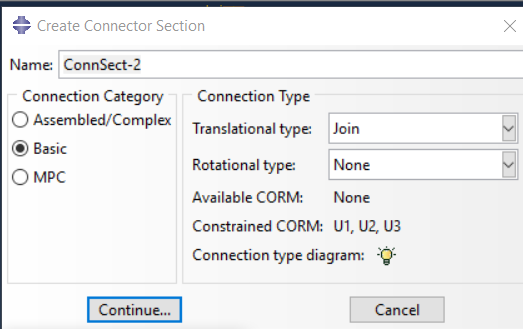 Create Connector Section
Name: ConnSect-2
Connection Category
Assembled/Complex
Basic
MPC
Connection Type
Translational type: Join
Rotational type: None
Available CORM: None
Constrained CORM: U1, U2, U3
Connection type diagram:
Continue... Cancel